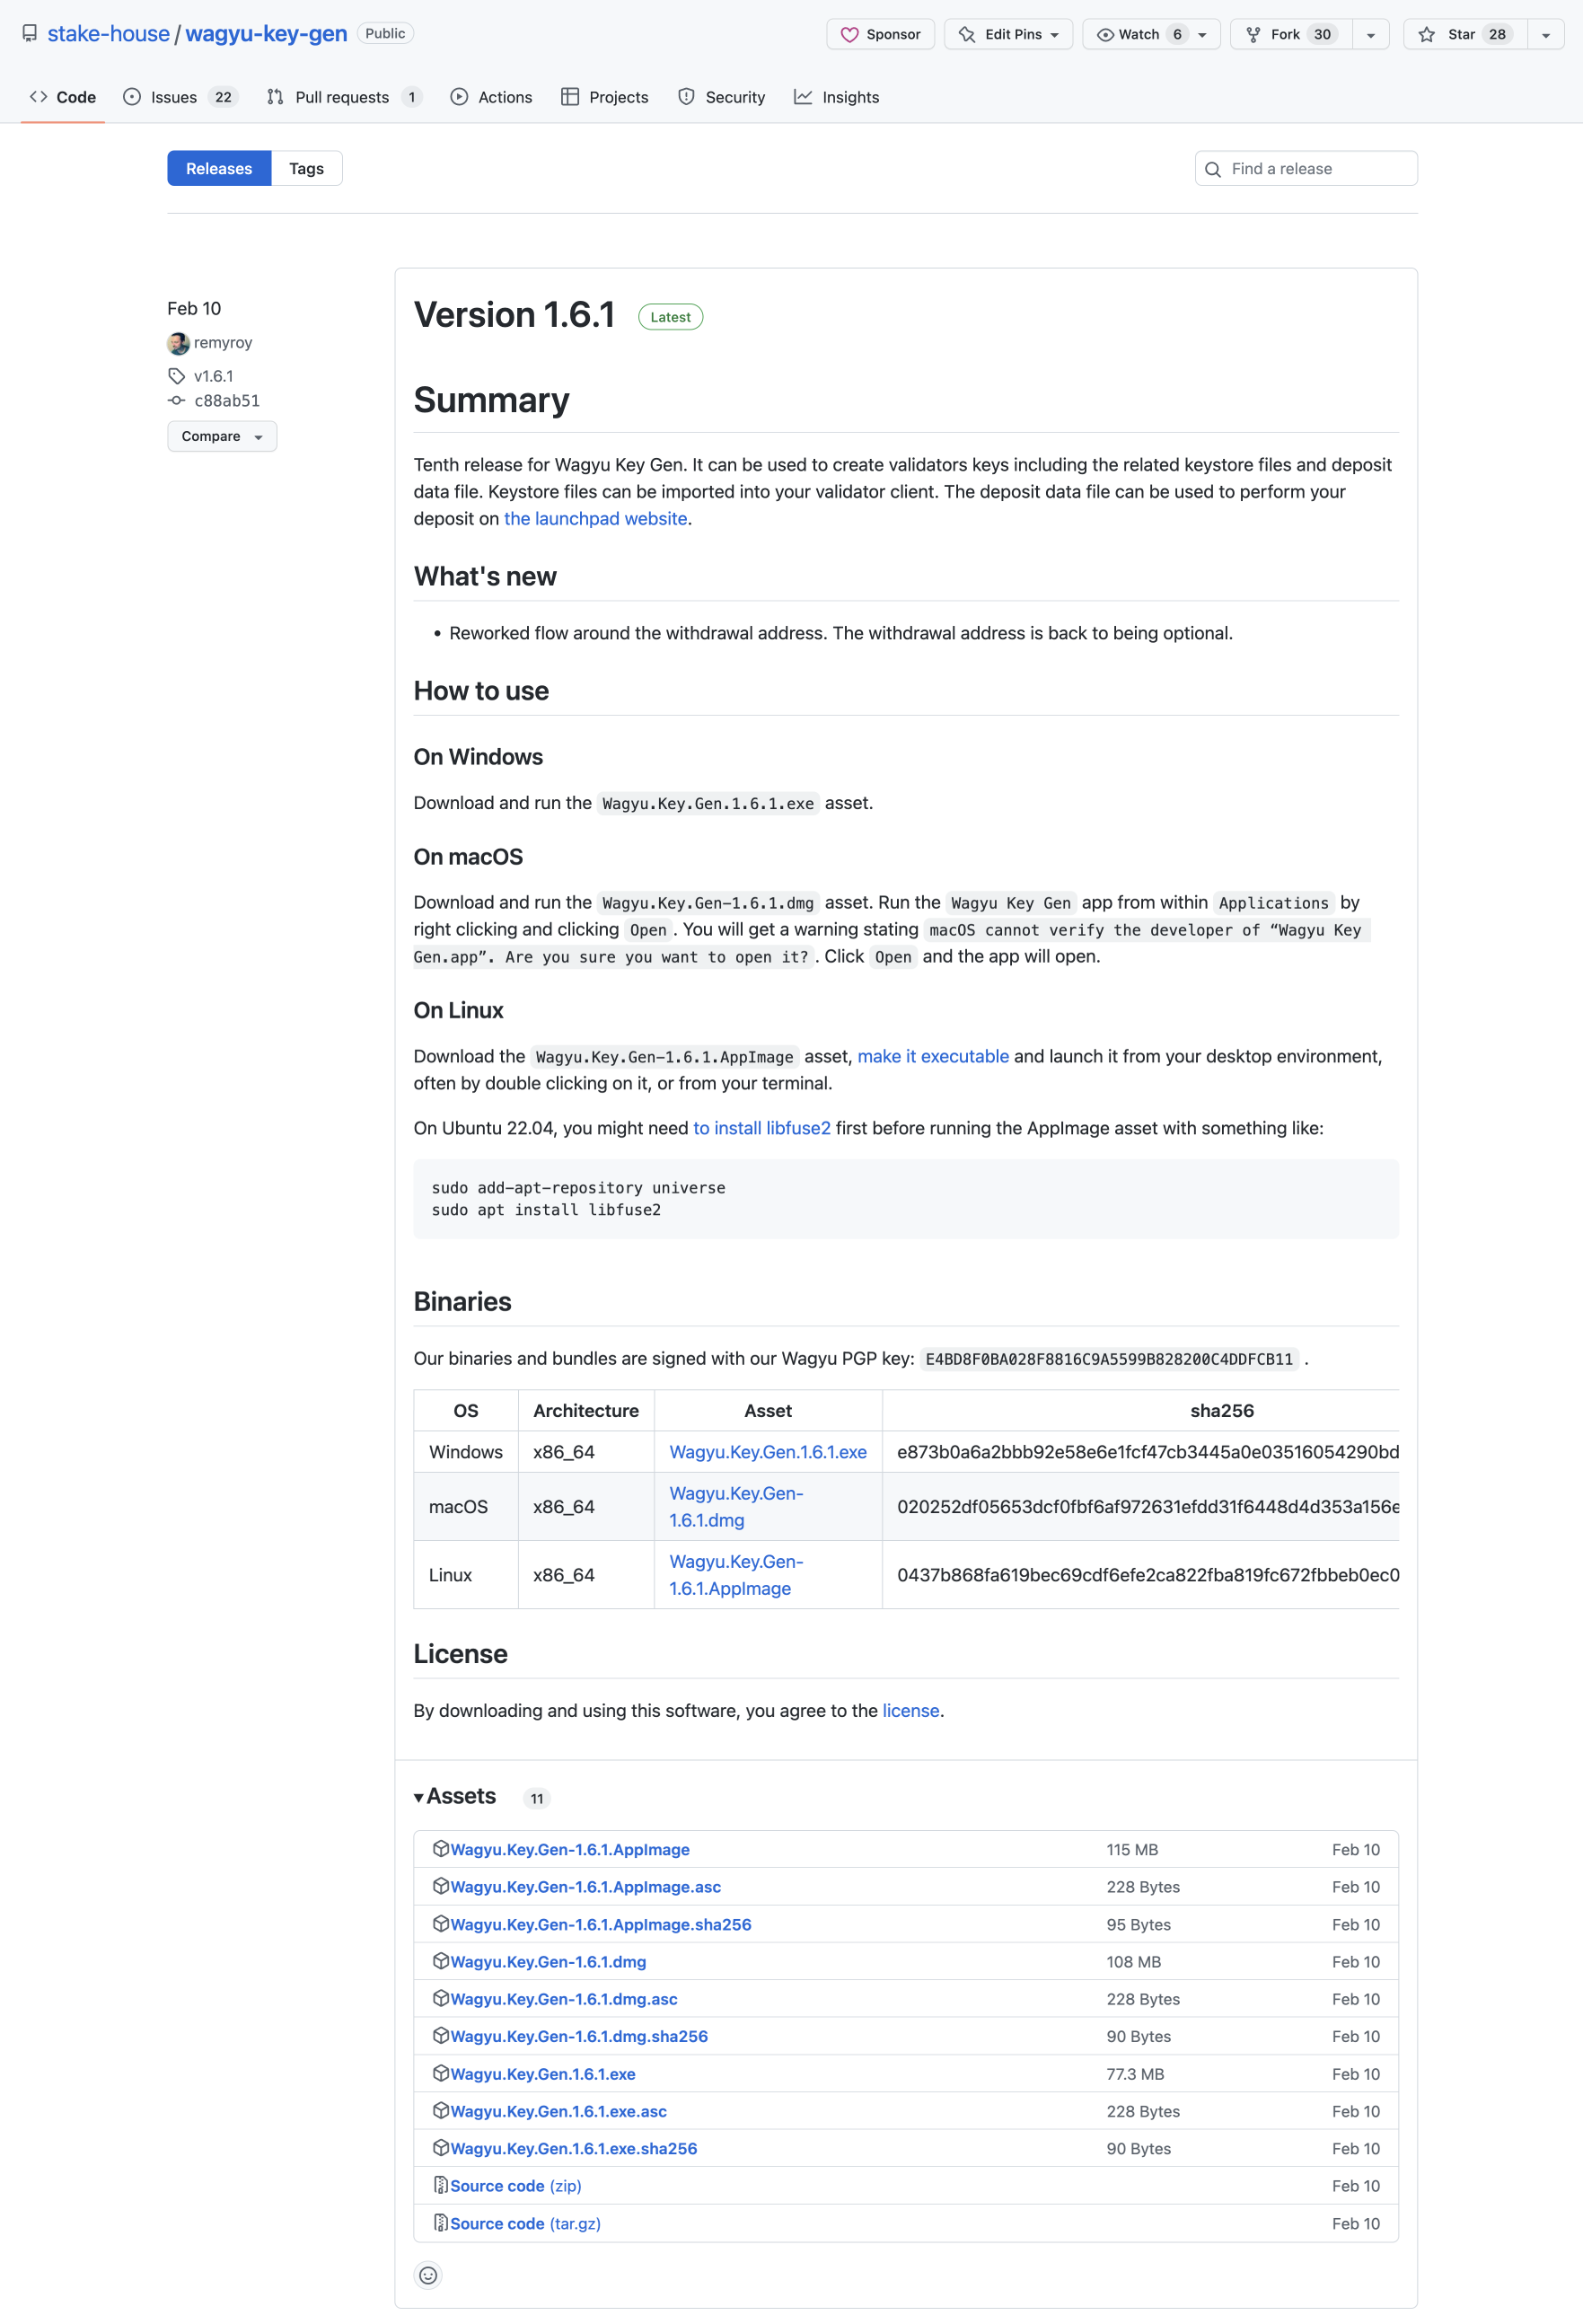 stake-house / wagyu-key-gen Public
Sponsor Edit Pins Watch 6 Fork 30 Star 28
Code Issues 22 Pull requests 1 Actions Projects Security Insights
Releases Tags Find a release
Feb 10
remyroy
v1.6.1
c88ab51
Compare
Version 1.6.1 Latest
Summary
Tenth release for Wagyu Key Gen. It can be used to create validators keys including the related keystore files and deposit
data file. Keystore files can be imported into your validator client. The deposit data file can be used to perform your
deposit on the launchpad website.
What's new
• Reworked flow around the withdrawal address. The withdrawal address is back to being optional.
How to use
On Windows
Download and run the Wagyu.Key.Gen.1.6.1.exe asset.
On macOS
Download and run the Wagyu.Key.Gen-1.6.1.dmg asset. Run the Wagyu Key Gen app from within Applications by
right clicking and clicking Open. You will get a warning stating macOS cannot verify the developer of “Wagyu Key
Gen.app”. Are you sure you want to open it?. Click Open and the app will open.
On Linux
Download the Wagyu.Key.Gen-1.6.1.AppImage asset, make it executable and launch it from your desktop environment,
often by double clicking on it, or from your terminal.
On Ubuntu 22.04, you might need to install libfuse2 first before running the AppImage asset with something like:
sudo add-apt-repository universe
sudo apt install libfuse2
Binaries
Our binaries and bundles are signed with our Wagyu PGP key: E4BD8F0BA028F8816C9A5599B828200C4DDFCB11 .
OS Architecture Asset sha256
Windows x86_64 Wagyu.Key.Gen.1.6.1.exe e873b0a6a2bbb92e58e6e1fcf47cb3445a0e03516054290bd
macOS x86_64 Wagyu.Key.Gen-
1.6.1.dmg 020252df05653dcf0fbf6af972631efdd31f6448d4d353a156e
Linux x86_64 Wagyu.Key.Gen-
1.6.1.AppImage 0437b868fa619bec69cdf6efe2ca822fba819fc672fbbeb0ec0
License
By downloading and using this software, you agree to the license.
Assets 11
Wagyu.Key.Gen-1.6.1.AppImage 115 MB Feb 10
Wagyu.Key.Gen-1.6.1.AppImage.asc 228 Bytes Feb 10
Wagyu.Key.Gen-1.6.1.AppImage.sha256 95 Bytes Feb 10
Wagyu.Key.Gen-1.6.1.dmg 108 MB Feb 10
Wagyu.Key.Gen-1.6.1.dmg.asc 228 Bytes Feb 10
Wagyu.Key.Gen-1.6.1.dmg.sha256 90 Bytes Feb 10
Wagyu.Key.Gen.1.6.1.exe 77.3 MB Feb 10
Wagyu.Key.Gen.1.6.1.exe.asc 228 Bytes Feb 10
Wagyu.Key.Gen.1.6.1.exe.sha256 90 Bytes Feb 10
Source code (zip) Feb 10
Source code (tar.gz) Feb 10